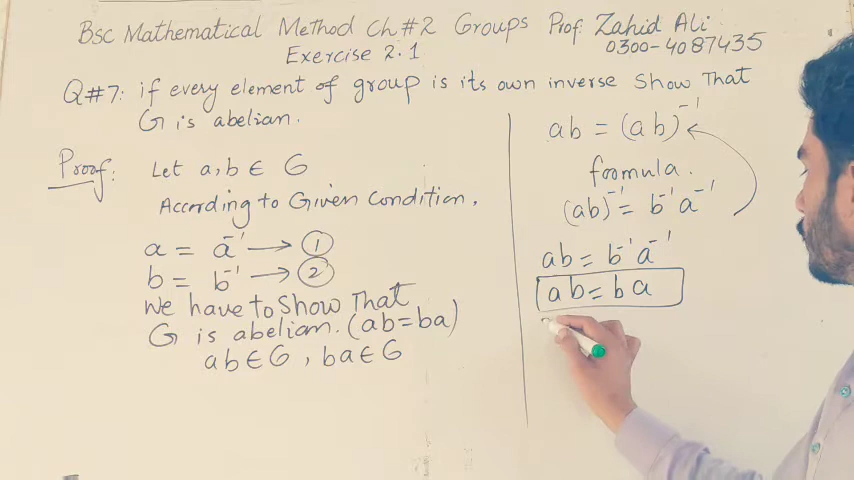 Bsc Mathematical Method Ch#2 Groups Prof. Zahid Ali
0300-4087435
Exercise 2.1
Q#7: if every element of group is its own inverse Show That
G is abelian.
Proof: Let a,b ∈ G
According to Given Condition.
a = a⁻¹ → ①
b = b⁻¹ → ②
We have to Show That
G is abelian. (ab=ba)
ab ∈ G , ba ∈ G
ab = (ab)⁻¹
foomula.
(ab)⁻¹ = b⁻¹ a⁻¹
ab = b⁻¹ a⁻¹
ab = ba